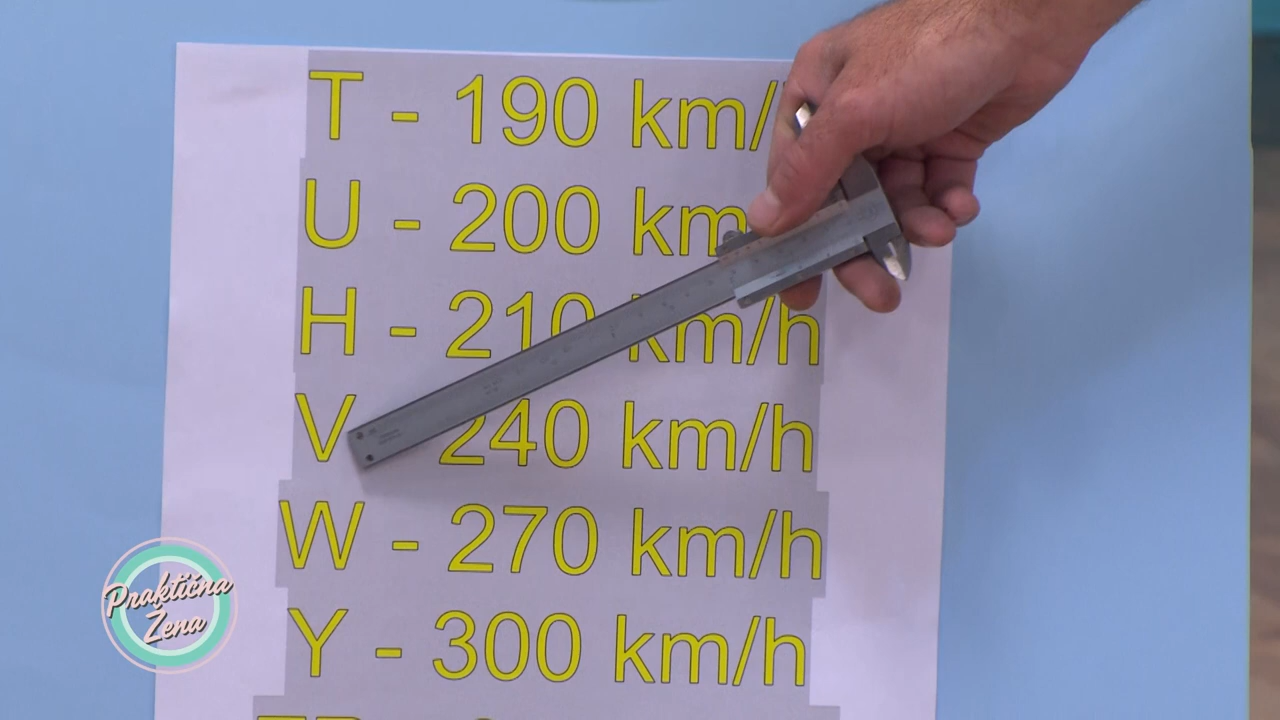 T - 190 km/
U - 200 km
H - 210 km/h
V 240 km/h
W - 270 km/h
Y - 300 km/h
Praktična
Žena